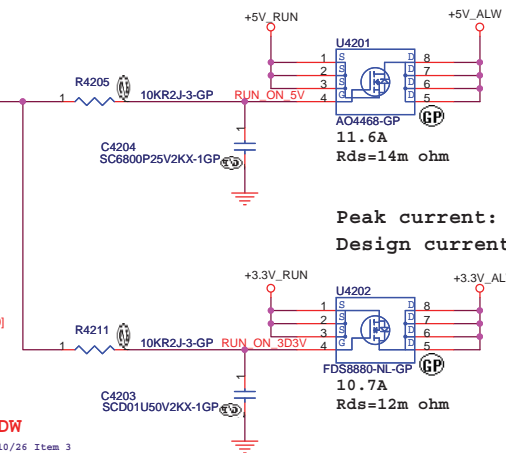 +5V_RUN
+5V_ALW
U4201
1 S D 8
2 S D 7
3 S D 6
4 G D 5
R4205
1
10KR2J-3-GP
RUN_ON_5V
AO4468-GP
GP
11.6A
Rds=14m ohm
1
C4204
SC6800P25V2KX-1GP
Peak current:
Design current
+3.3V_RUN
+3.3V_AL
U4202
1 S D 8
2 S D 7
3 S D 6
4 G D 5
R4211
1
10KR2J-3-GP
RUN_ON_3D3V
FDS8880-NL-GP
GP
10.7A
Rds=12m ohm
1
C4203
SCD01U50V2KX-1GP
DW
10/26 Item 3